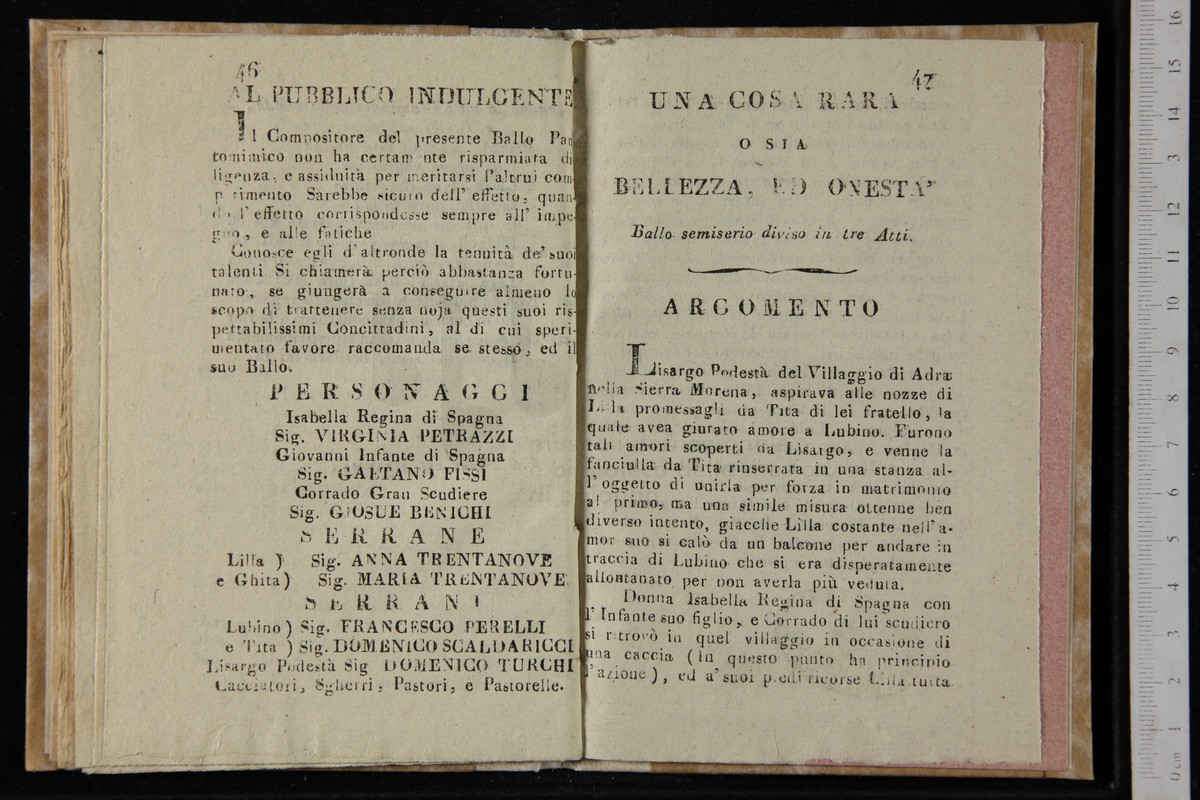 46
AL PUBBLICO INDULGENTE
Il Compositore del presente Ballo Pan
tomimico non ha certamente risparmiata di
ligenza, e assiduità per meritarsi l'altrui com
p timento Sarebbe sicuro dell' effetto, quan-
do l'effetto corrispondesse sempre all' impe-
gno, e alle fatiche
Conosce egli d'altronde la tenuità de' suoi
talenti Si chiamerà perciò abbastanza fortu-
nato, se giungerà a conseguire almeno lo
scopo di trattenere senza noja questi suoi ris-
pettabilissimi Concittadini, al di cui speri-
mentato favore raccomanda se stesso, ed il
suo Ballo.
PERSONAGGI
Isabella Regina di Spagna
Sig. VIRGINIA PETRAZZI
Giovanni Infante di Spagna
Sig. GAETANO FISSI
Corrado Gran Scudiere
Sig. GIOSUE BENICHI
SERRANE
Lilla ) Sig. ANNA TRENTANOVE
e Ghita) Sig. MARIA TRENTANOVE
SERRANI
Lubino ) Sig. FRANCESCO PERELLI
e Tita ) Sig. DOMENICO SCALDARICCI
Lisargo Podestà Sig DOMENICO TURCHI
Cacciatori, Sgherri, Pastori, e Pastorelle.
47
UNA COSA RARA
O SIA
BELLEZZA, ED ONESTA'
Ballo semiserio diviso in tre Atti.
ARGOMENTO
Lisargo Podestà del Villaggio di Adra
nella Sierra Morena, aspirava alle nozze di
Lilla promessagli da Tita di lei fratello, la
quale avea giurato amore a Lubino. Furono
tali amori scoperti da Lisargo, e venne la
fanciulla da Tita rinserrata in una stanza al-
l'oggetto di unirla per forza in matrimonio
al primo, ma una simile misura ottenne ben
diverso intento, giacche Lilla costante nell'a-
mor suo si calò da un balcone per andare in
traccia di Lubino che si era disperatamente
allontanato per non averla più veduta.
Donna Isabella Regina di Spagna con
l'Infante suo figlio, e Corrado di lui scudiero
si ritrovò in quel villaggio in occasione di
una caccia (In questo punto ha principio
l'azione), ed a' suoi piedi ricorse Lilla tutta